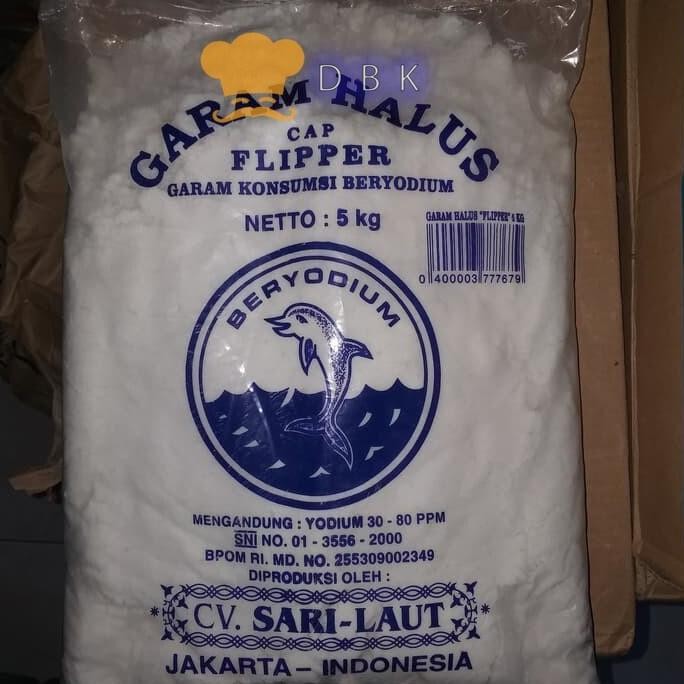 DBK
GARAM HALUS
CAP
FLIPPER
GARAM KONSUMSI BERYODIUM
NETTO : 5 kg
GARAM HALUS "FLIPPER" 5 KG
0 400003 777679
BERYODIUM
MENGANDUNG : YODIUM 30 - 80 PPM
SNI NO. 01 - 3556 - 2000
BPOM RI. MD. NO. 255309002349
DIPRODUKSI OLEH :
* CV. SARI-LAUT *
JAKARTA – INDONESIA